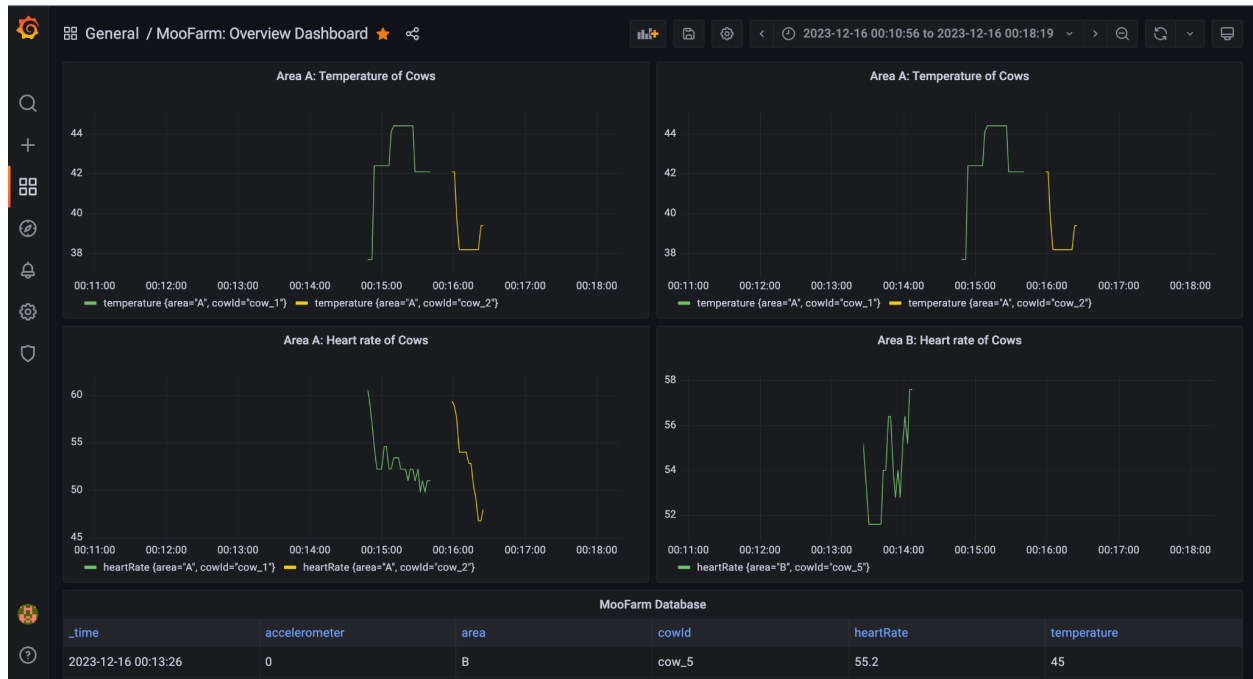 General / MooFarm: Overview Dashboard
2023-12-16 00:10:56 to 2023-12-16 00:18:19
Area A: Temperature of Cows
44
42
40
38
00:11:00 00:12:00 00:13:00 00:14:00 00:15:00 00:16:00 00:17:00 00:18:00
temperature {area="A", cowId="cow_1"} temperature {area="A", cowId="cow_2"}
Area A: Temperature of Cows
44
42
40
38
00:11:00 00:12:00 00:13:00 00:14:00 00:15:00 00:16:00 00:17:00 00:18:00
temperature {area="A", cowId="cow_1"} temperature {area="A", cowId="cow_2"}
Area A: Heart rate of Cows
60
55
50
45
00:11:00 00:12:00 00:13:00 00:14:00 00:15:00 00:16:00 00:17:00 00:18:00
heartRate {area="A", cowId="cow_1"} heartRate {area="A", cowId="cow_2"}
Area B: Heart rate of Cows
58
56
54
52
00:11:00 00:12:00 00:13:00 00:14:00 00:15:00 00:16:00 00:17:00 00:18:00
heartRate {area="B", cowId="cow_5"}
MooFarm Database
_time accelerometer area cowId heartRate temperature
2023-12-16 00:13:26 0 B cow_5 55.2 45